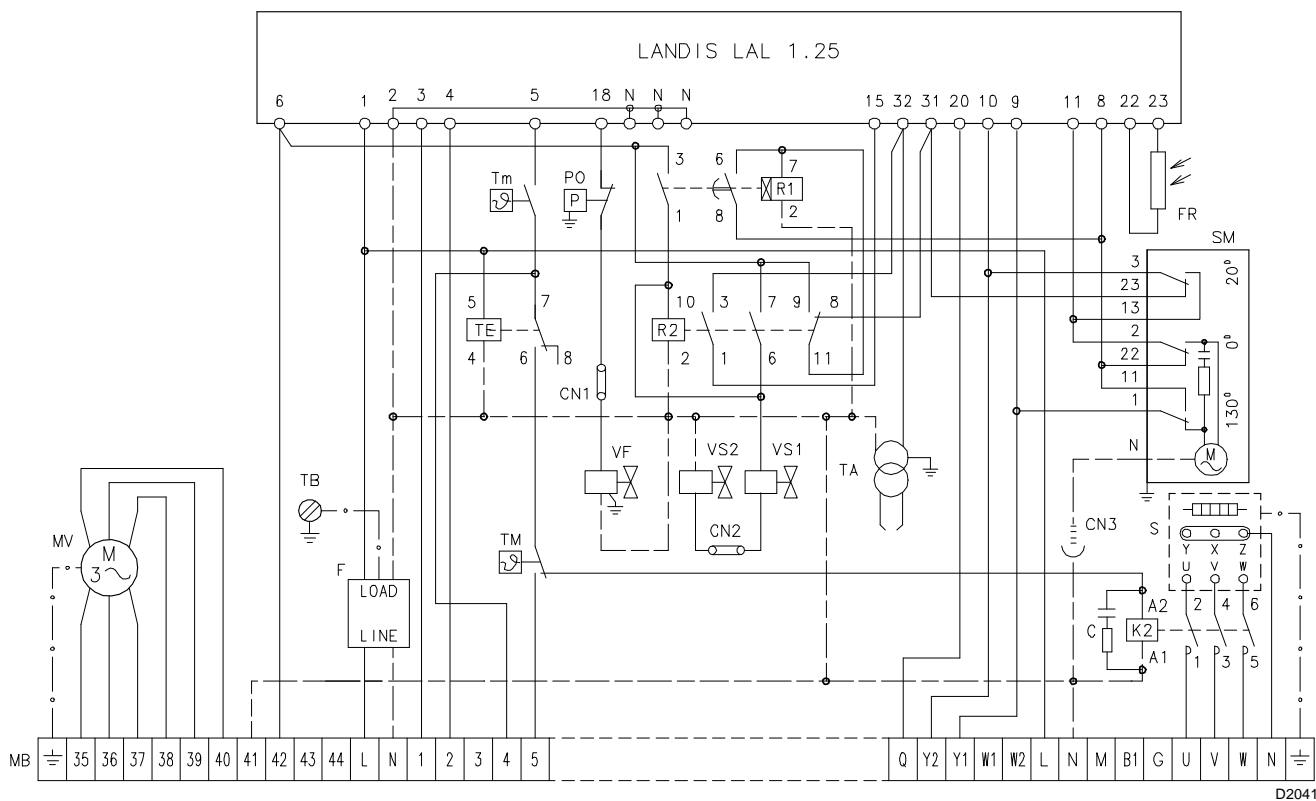 LANDIS LAL 1.25
6 1 2 3 4 5 18 N N N 15 32 31 20 10 9 11 8 22 23
3 6 7
Tm PO P R1
1 8 2 FR
SM
3 20°
23
5 7 10 3 7 9 8 13
TE R2 2 0°
4 6 8 2 1 6 11 22
11
CN1 1 130°
N M
VF VS2 VS1 TA
TB
CN3 S
MV TM CN2 Y X Z
M 3 F U V W
LOAD 2 4 6
A2
LINE C K2
A1 1 3 5
MB 35 36 37 38 39 40 41 42 43 44 L N 1 2 3 4 5 Q Y2 Y1 W1 W2 L N M B1 G U V W N
D2041